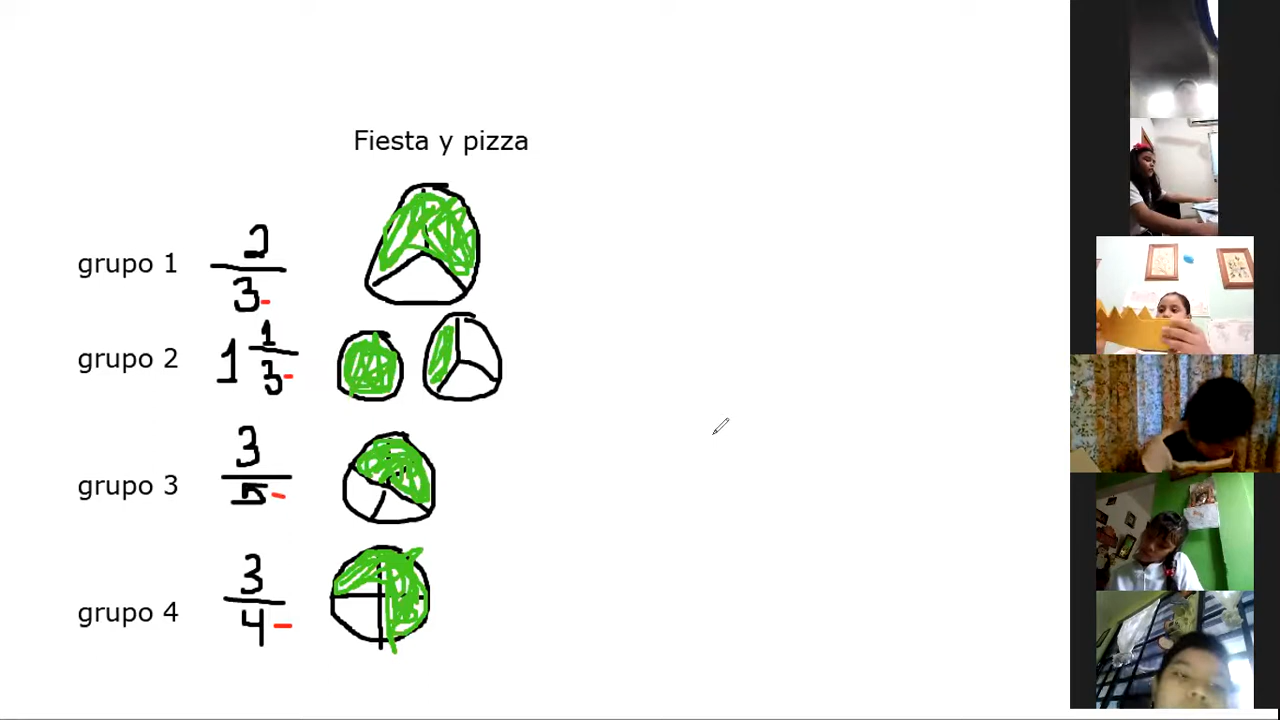 Fiesta y pizza
grupo 1 2/3
grupo 2 1 1/3
grupo 3 3/5
grupo 4 3/4